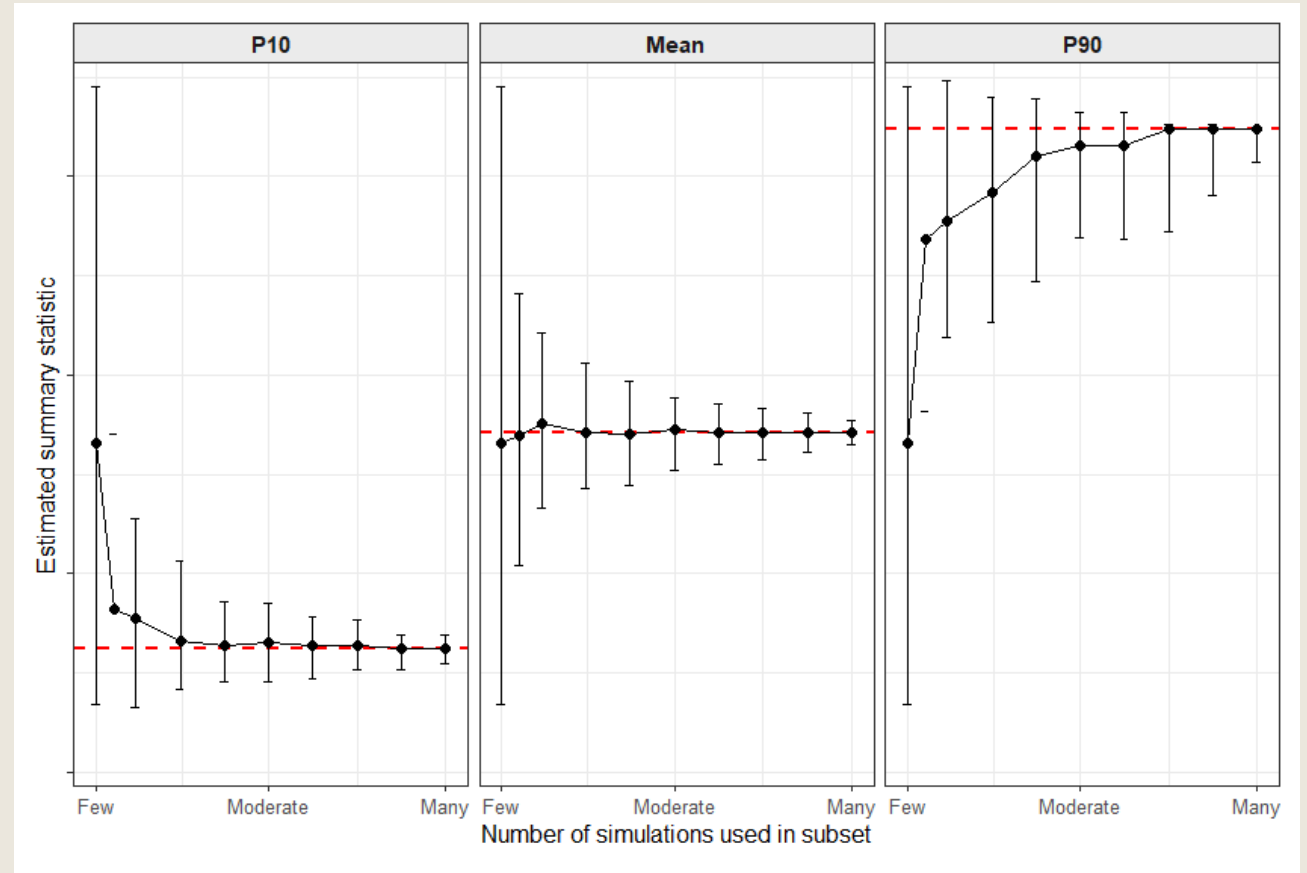 P10 Mean P90
Estimated summary statistic
Few Moderate Many Few Moderate Many Few Moderate Many
Number of simulations used in subset